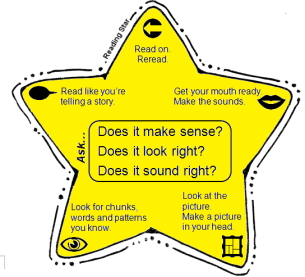 Reading Star
Read on.
Reread.
Read like you're
telling a story.
Get your mouth ready.
Make the sounds.
Ask...
Does it make sense?
Does it look right?
Does it sound right?
Look for chunks,
words and patterns
you know.
Look at the
picture.
Make a picture
in your head.